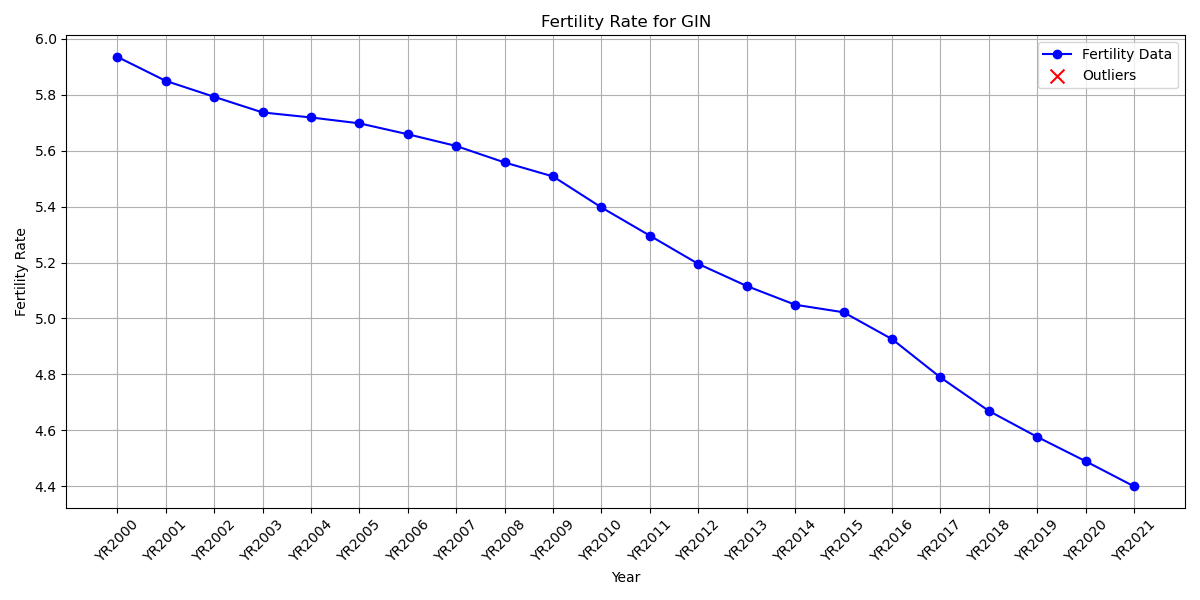 Fertility Rate for GIN
Fertility Data
Outliers
Fertility Rate
6.0
5.8
5.6
5.4
5.2
5.0
4.8
4.6
4.4
YR2000
YR2001
YR2002
YR2003
YR2004
YR2005
YR2006
YR2007
YR2008
YR2009
YR2010
YR2011
YR2012
YR2013
YR2014
YR2015
YR2016
YR2017
YR2018
YR2019
YR2020
YR2021
Year